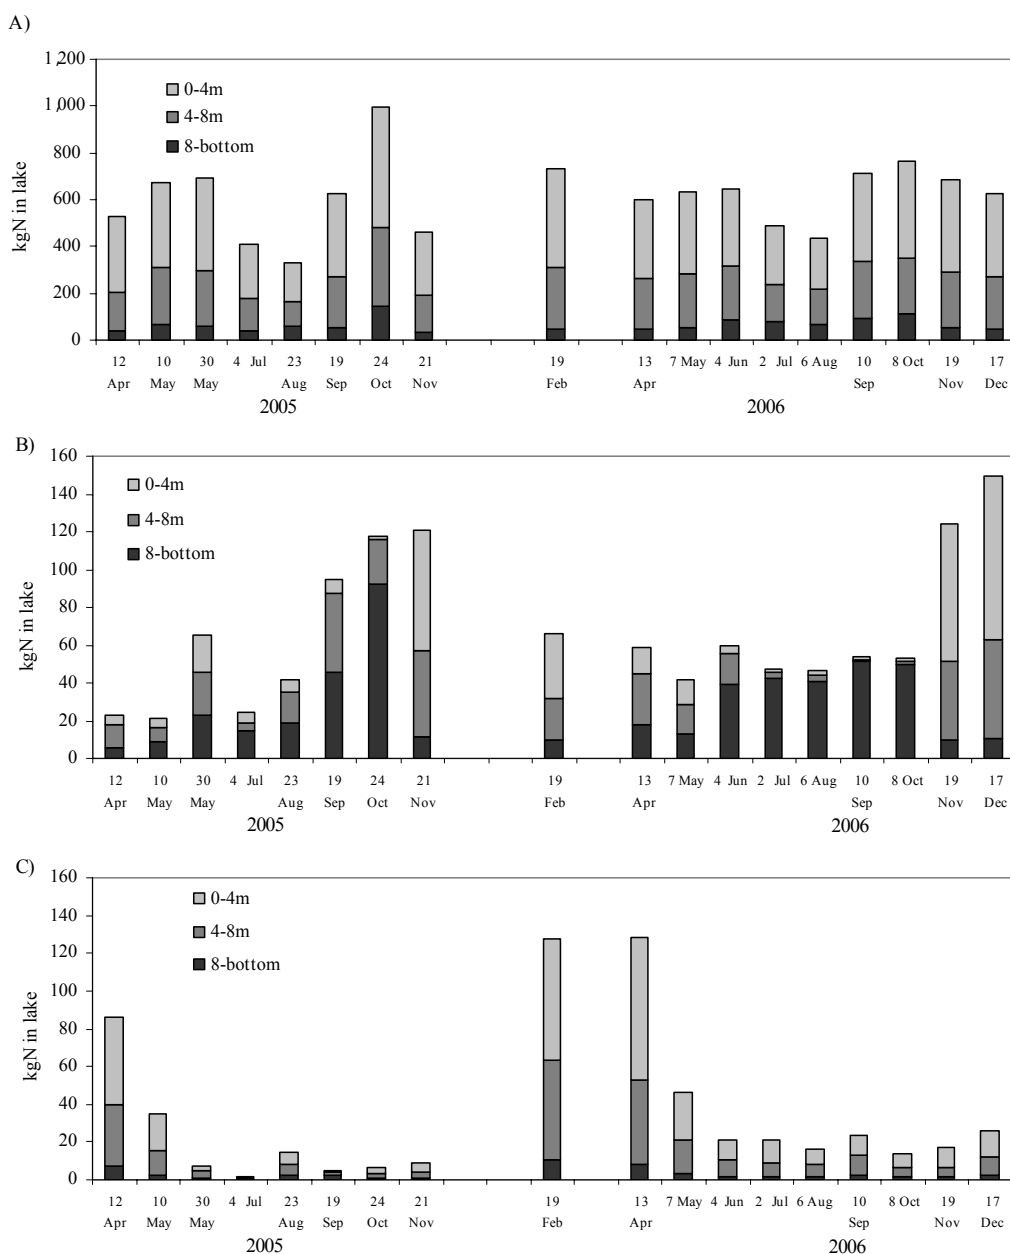 A)
1,200
1,000
800
600
400
200
0
kgN in lake
0-4m
4-8m
8-bottom
12 10 30 4 Jul 23 19 24 21 19 13 7 May 4 Jun 2 Jul 6 Aug 10 8 Oct 19 17
Apr May May Aug Sep Oct Nov Feb Apr Sep Nov Dec
2005 2006
B)
160
140
120
100
80
60
40
20
0
kgN in lake
0-4m
4-8m
8-bottom
12 10 30 4 Jul 23 19 24 21 19 13 7 May 4 Jun 2 Jul 6 Aug 10 8 Oct 19 17
Apr May May Aug Sep Oct Nov Feb Apr Sep Nov Dec
2005 2006
C)
160
140
120
100
80
60
40
20
0
kgN in lake
0-4m
4-8m
8-bottom
12 10 30 4 Jul 23 19 24 21 19 13 7 May 4 Jun 2 Jul 6 Aug 10 8 Oct 19 17
Apr May May Aug Sep Oct Nov Feb Apr Sep Nov Dec
2005 2006